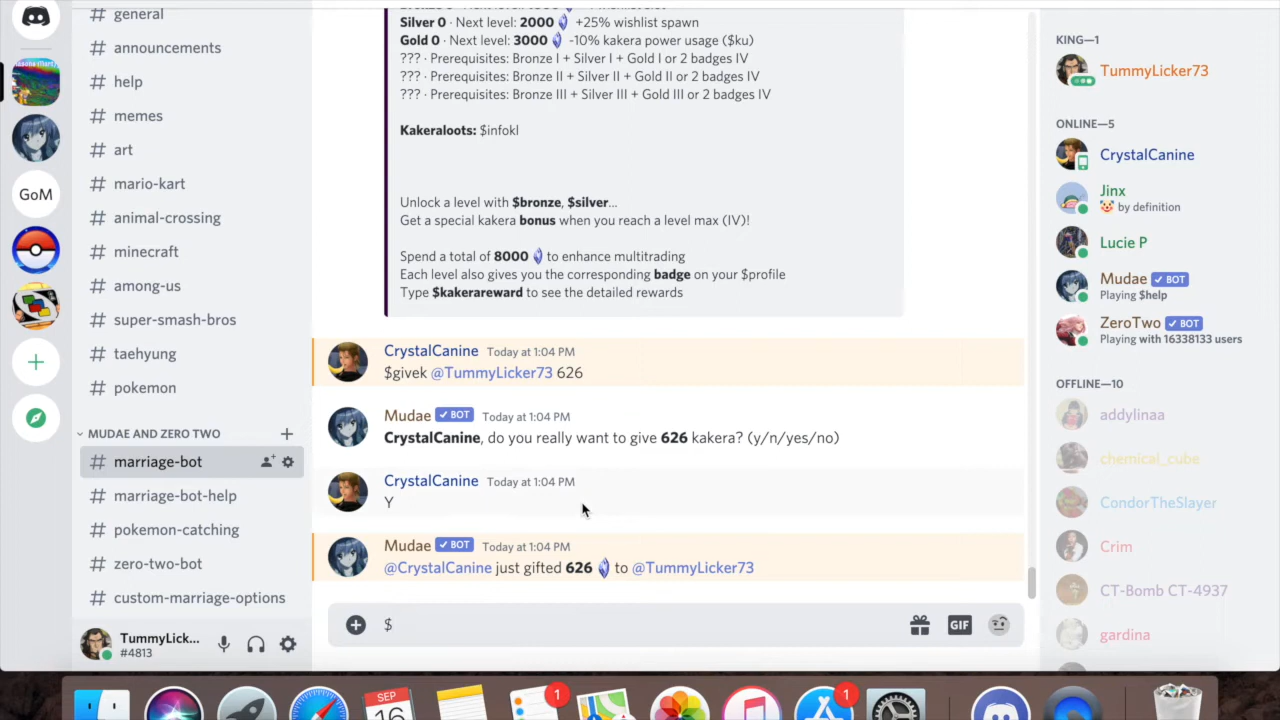 GoM
general
announcements
help
memes
art
mario-kart
animal-crossing
minecraft
among-us
super-smash-bros
taehyung
pokemon
MUDAE AND ZERO TWO
marriage-bot
marriage-bot-help
pokemon-catching
zero-two-bot
custom-marriage-options
TummyLick...
#4813
Silver 0 · Next level: 2000 +25% wishlist spawn
Gold 0 · Next level: 3000 -10% kakera power usage ($ku)
??? · Prerequisites: Bronze I + Silver I + Gold I or 2 badges IV
??? · Prerequisites: Bronze II + Silver II + Gold II or 2 badges IV
??? · Prerequisites: Bronze III + Silver III + Gold III or 2 badges IV
Kakeraloots: $infokl
Unlock a level with $bronze, $silver...
Get a special kakera bonus when you reach a level max (IV)!
Spend a total of 8000 to enhance multitrading
Each level also gives you the corresponding badge on your $profile
Type $kakerareward to see the detailed rewards
CrystalCanine Today at 1:04 PM
$givek @TummyLicker73 626
Mudae ✓ BOT Today at 1:04 PM
CrystalCanine, do you really want to give 626 kakera? (y/n/yes/no)
CrystalCanine Today at 1:04 PM
Y
Mudae ✓ BOT Today at 1:04 PM
@CrystalCanine just gifted 626 to @TummyLicker73
$
GIF
KING—1
TummyLicker73
ONLINE—5
CrystalCanine
Jinx
by definition
Lucie P
Mudae ✓ BOT
Playing $help
ZeroTwo ✓ BOT
Playing with 16338133 users
OFFLINE—10
addylinaa
chemical_cube
CondorTheSlayer
Crim
CT-Bomb CT-4937
gardina
SEP
16
1
1